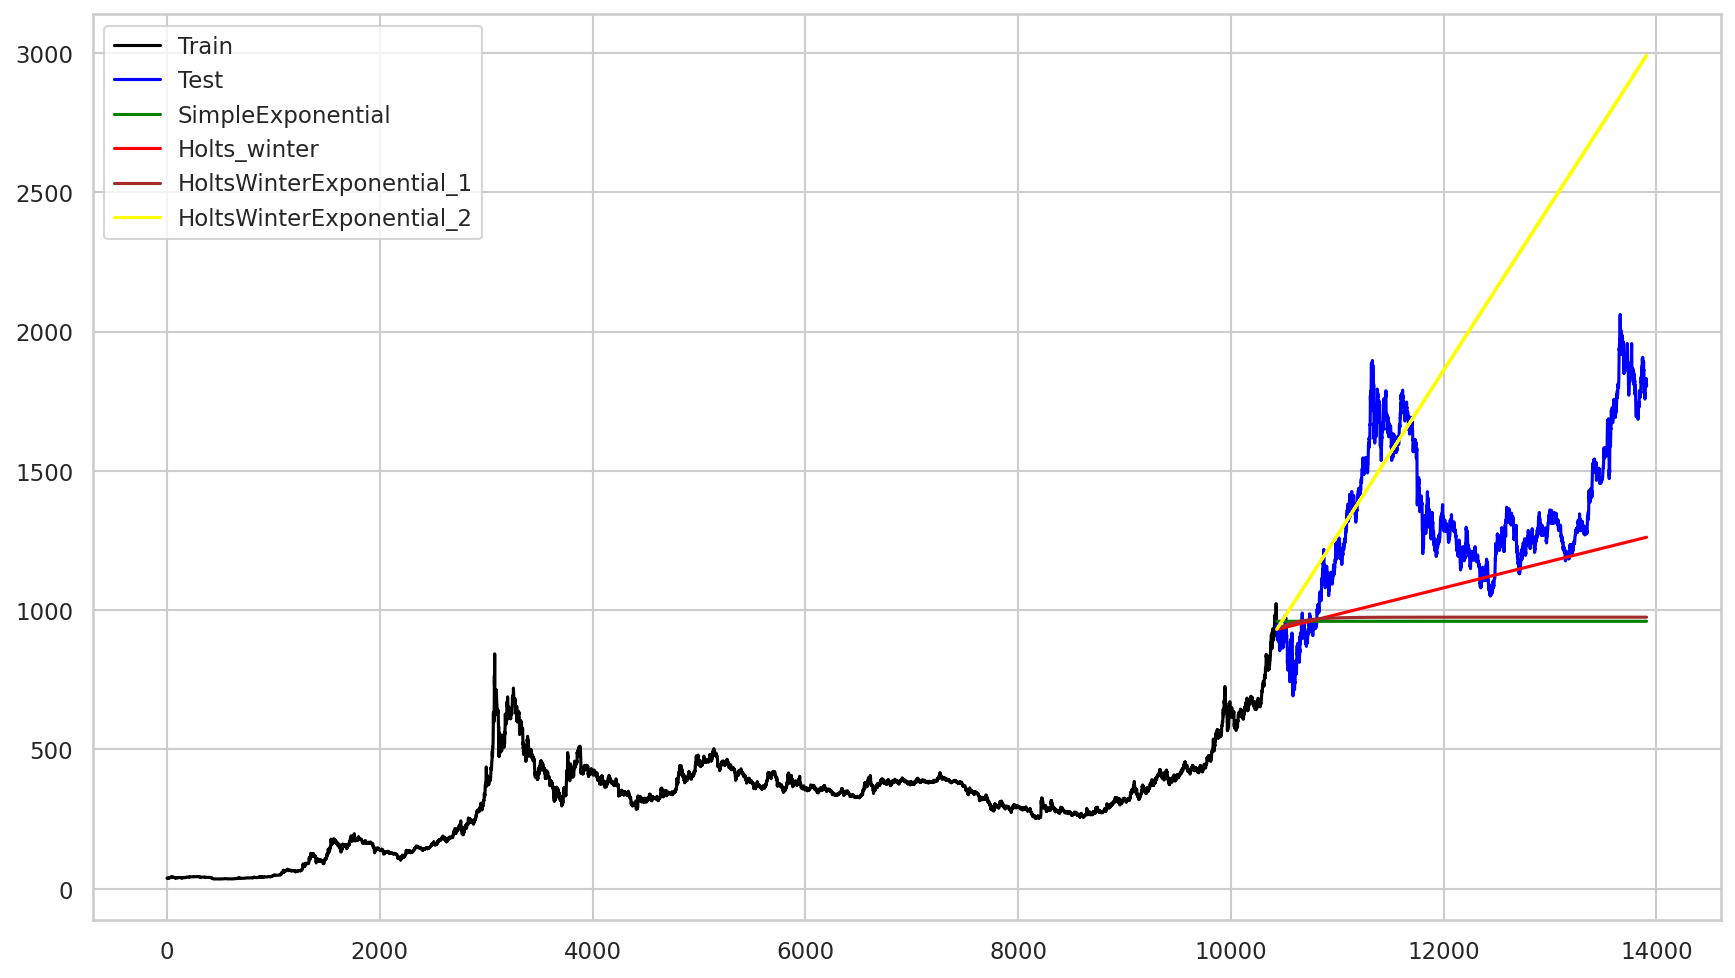 Train
Test
SimpleExponential
Holts_winter
HoltsWinterExponential_1
HoltsWinterExponential_2
3000
2500
2000
1500
1000
500
0
0 2000 4000 6000 8000 10000 12000 14000